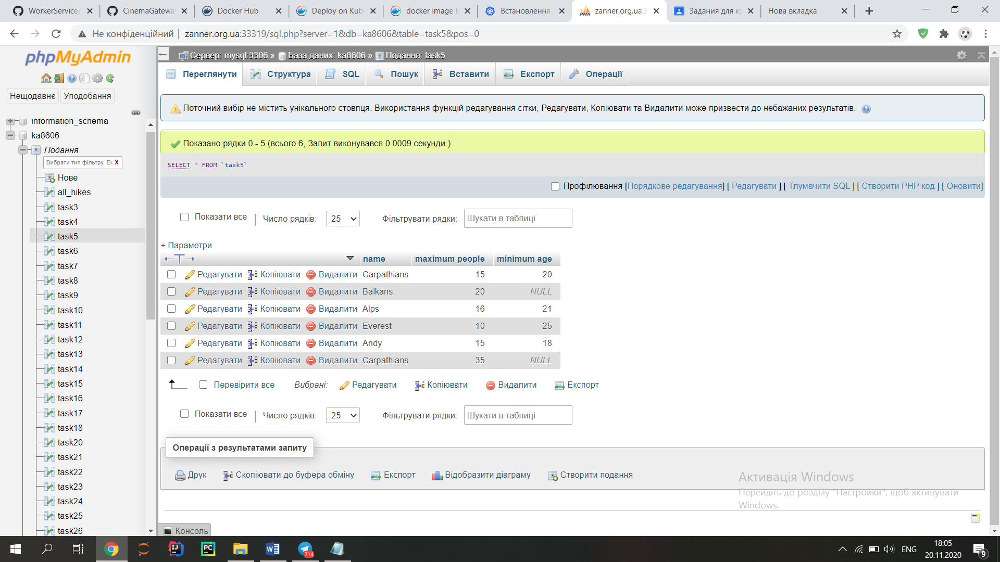 WorkerService/
CinemaGateway
Docker Hub
Deploy on Kub
docker image b
Встановлення
zanner.org.ua:3
Задания для ку
Нова вкладка
Не конфіденційний
zanner.org.ua:33319/sql.php?server=1&db=ka8606&table=task5&pos=0
phpMyAdmin
Нещодавнє
Уподобання
information_schema
ka8606
Подання
Вибрати тип фільтру, Er X
Нове
all_hikes
task3
task4
task5
task6
task7
task8
task9
task10
task11
task12
task13
task14
task15
task16
task17
task18
task20
task21
task22
task23
task24
task25
task26
Сервер: mysql:3306 » База даних: ka8606 » Подання: task5
Переглянути
Структура
SQL
Пошук
Вставити
Експорт
Операції
Поточний вибір не містить унікального стовпця. Використання функцій редагування сітки, Редагувати, Копіювати та Видалити може призвести до небажаних результатів.
Показано рядки 0 - 5 (всього 6, Запит виконувався 0.0009 секунди.)
SELECT * FROM `task5`
Профілювання [Порядкове редагування] [ Редагувати ] [ Тлумачити SQL ] [ Створити PHP код ] [ Оновити]
Показати все | Число рядків: 25 Фільтрувати рядки: Шукати в таблиці
+ Параметри
←T→ name maximum people minimum age
Редагувати Копіювати Видалити Carpathians 15 20
Редагувати Копіювати Видалити Balkans 20 NULL
Редагувати Копіювати Видалити Alps 16 21
Редагувати Копіювати Видалити Everest 10 25
Редагувати Копіювати Видалити Andy 15 18
Редагувати Копіювати Видалити Carpathians 35 NULL
Перевірити все Вибрані: Редагувати Копіювати Видалити Експорт
Показати все | Число рядків: 25 Фільтрувати рядки: Шукати в таблиці
Операції з результатами запиту
Друк Скопіювати до буфера обміну Експорт Відобразити діаграму Створити подання
Активація Windows
Перейдіть до розділу "Настройки", щоб активувати
Windows.
Консоль
714
ENG
18:05
20.11.2020
9